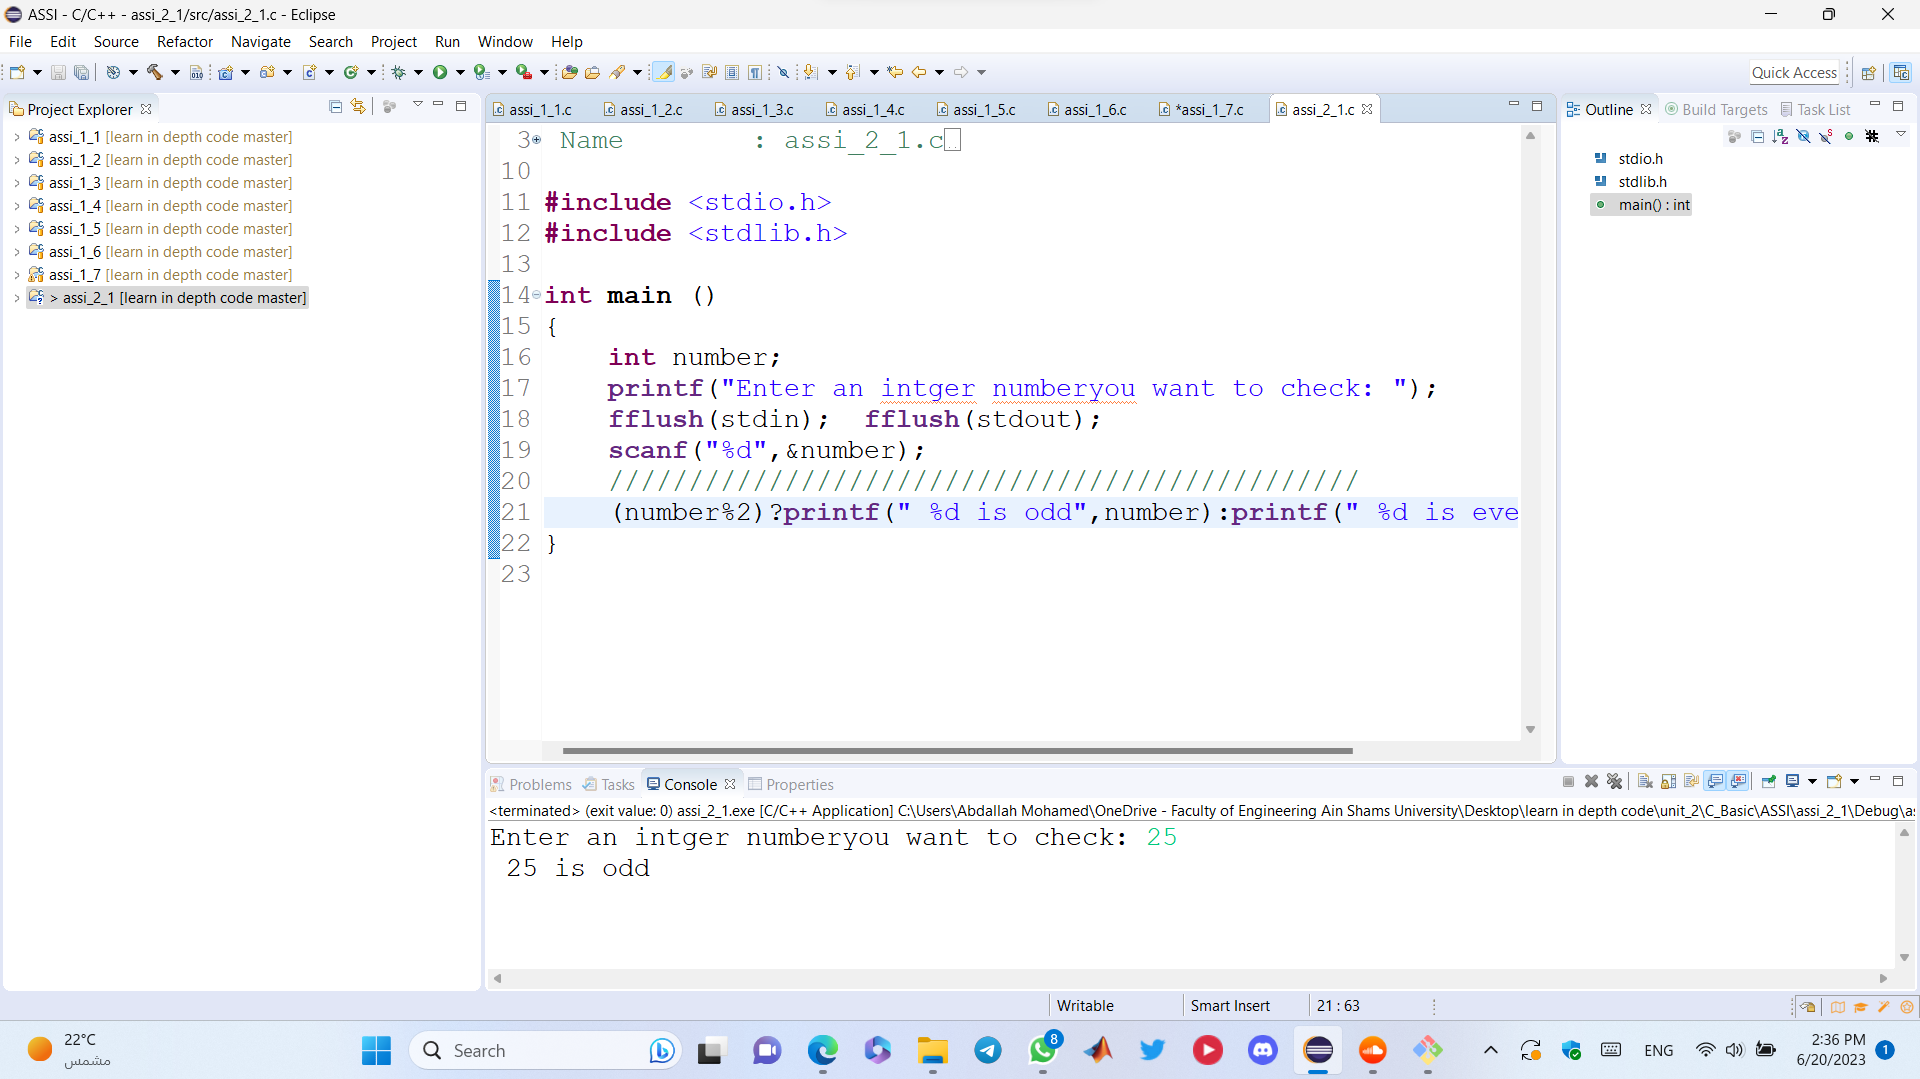 ASSI - C/C++ - assi_2_1/src/assi_2_1.c - Eclipse
File Edit Source Refactor Navigate Search Project Run Window Help
Quick Access
Project Explorer
assi_1_1 [learn in depth code master]
assi_1_2 [learn in depth code master]
assi_1_3 [learn in depth code master]
assi_1_4 [learn in depth code master]
assi_1_5 [learn in depth code master]
assi_1_6 [learn in depth code master]
assi_1_7 [learn in depth code master]
> assi_2_1 [learn in depth code master]
assi_1_1.c assi_1_2.c assi_1_3.c assi_1_4.c assi_1_5.c assi_1_6.c *assi_1_7.c assi_2_1.c
3 Name : assi_2_1.c
10
11 #include <stdio.h>
12 #include <stdlib.h>
13
14 int main ()
15 {
16 int number;
17 printf("Enter an intger numberyou want to check: ");
18 fflush(stdin); fflush(stdout);
19 scanf("%d",&number);
20 ///////////////////////////////////////////////
21 (number%2)?printf(" %d is odd",number):printf(" %d is eve
22 }
23
Outline Build Targets Task List
stdio.h
stdlib.h
main() : int
Problems Tasks Console Properties
<terminated> (exit value: 0) assi_2_1.exe [C/C++ Application] C:\Users\Abdallah Mohamed\OneDrive - Faculty of Engineering Ain Shams University\Desktop\learn in depth code\unit_2\C_Basic\ASSI\assi_2_1\Debug\as
Enter an intger numberyou want to check: 25
25 is odd
Writable Smart Insert 21 : 63
22°C
مشمس
Search
8
ENG
2:36 PM
6/20/2023
1